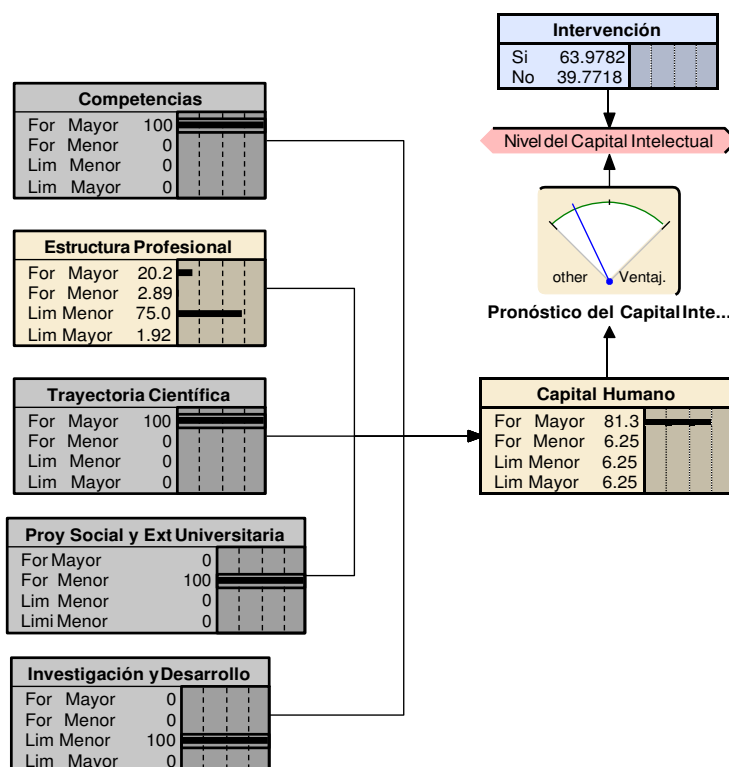 Intervención
Si 63.9782
No 39.7718
Nivel del Capital Intelectual
other Ventaj.
Pronóstico del Capital Inte...
Competencias
For Mayor 100
For Menor 0
Lim Menor 0
Lim Mayor 0
Estructura Profesional
For Mayor 20.2
For Menor 2.89
Lim Menor 75.0
Lim Mayor 1.92
Trayectoria Científica
For Mayor 100
For Menor 0
Lim Menor 0
Lim Mayor 0
Capital Humano
For Mayor 81.3
For Menor 6.25
Lim Menor 6.25
Lim Mayor 6.25
Proy Social y Ext Universitaria
For Mayor 0
For Menor 100
Lim Menor 0
Limi Menor 0
Investigación y Desarrollo
For Mayor 0
For Menor 0
Lim Menor 100
Lim Mayor 0